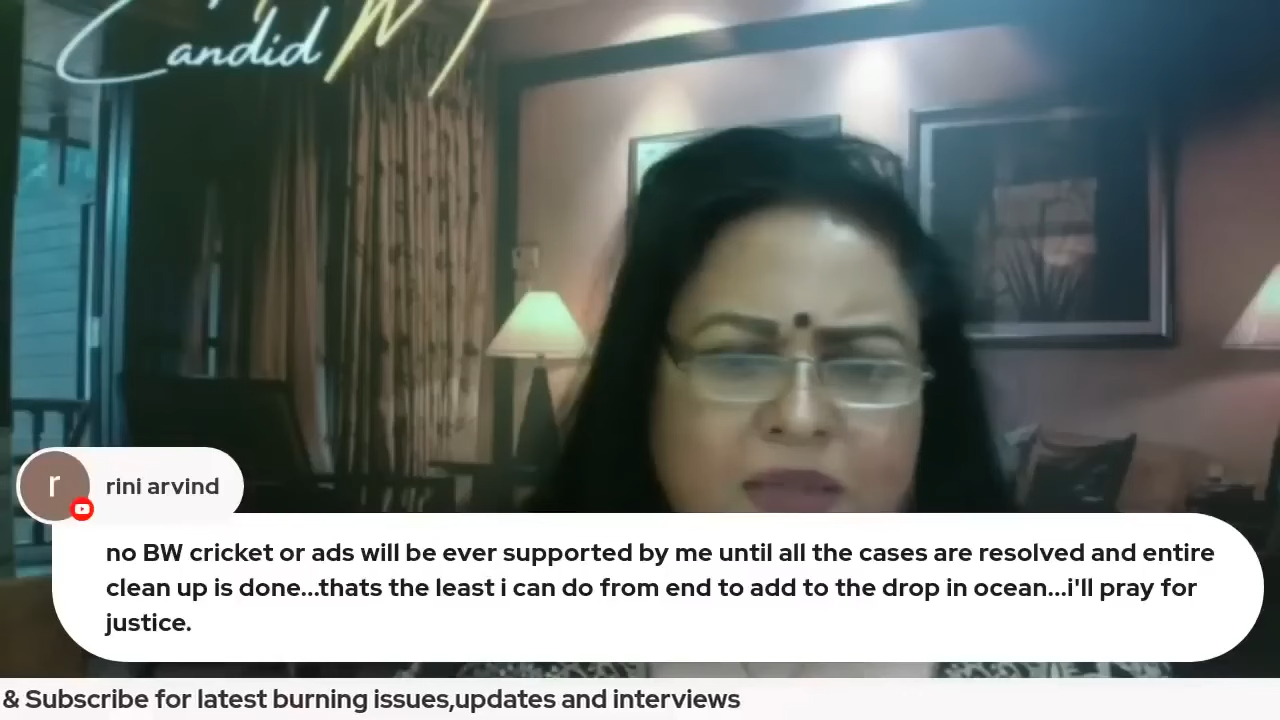 Candid
r
rini arvind
no BW cricket or ads will be ever supported by me until all the cases are resolved and entire
clean up is done...thats the least i can do from end to add to the drop in ocean...i'll pray for
justice.
& Subscribe for latest burning issues,updates and interviews